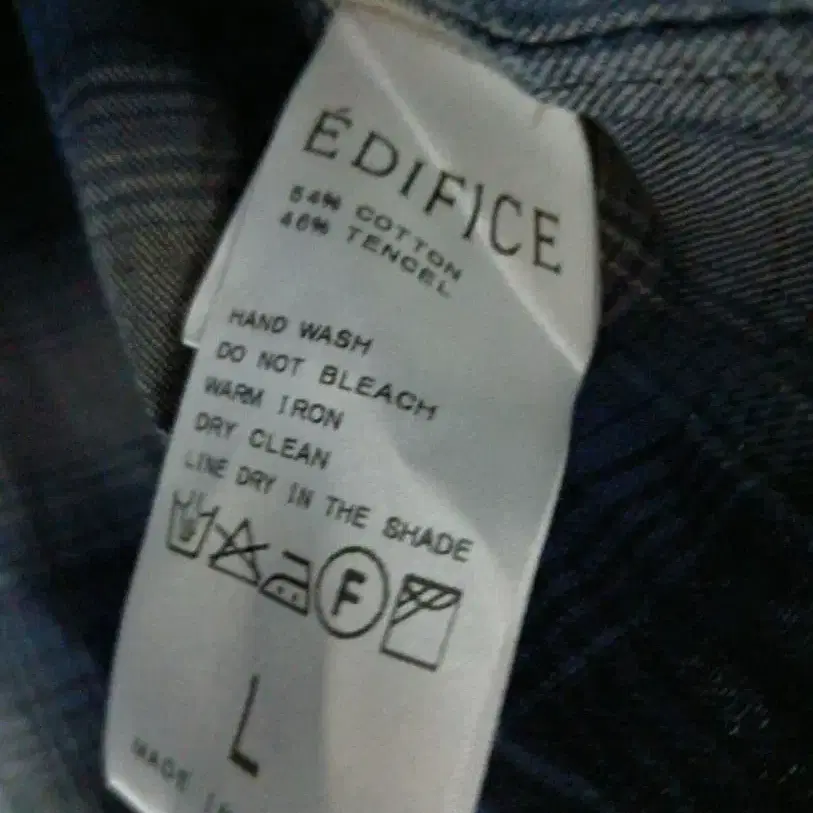 ÉDIFICE
54% COTTON
46% TENCEL
HAND WASH
DO NOT BLEACH
WARM IRON
DRY CLEAN
LINE DRY IN THE SHADE
F
L
MADE